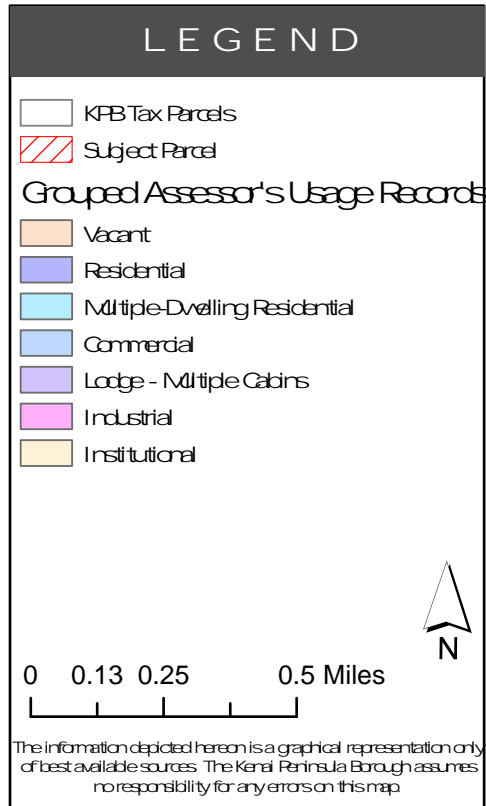 LEGEND
KPB Tax Parcels
Subject Parcel
Grouped Assessor's Usage Records
Vacant
Residential
Multiple-Dwelling Residential
Commercial
Lodge - Multiple Cabins
Industrial
Institutional
N
0 0.13 0.25 0.5 Miles
The information depicted hereon is a graphical representation only
of best available sources. The Kenai Peninsula Borough assumes
no responsibility for any errors on this map.